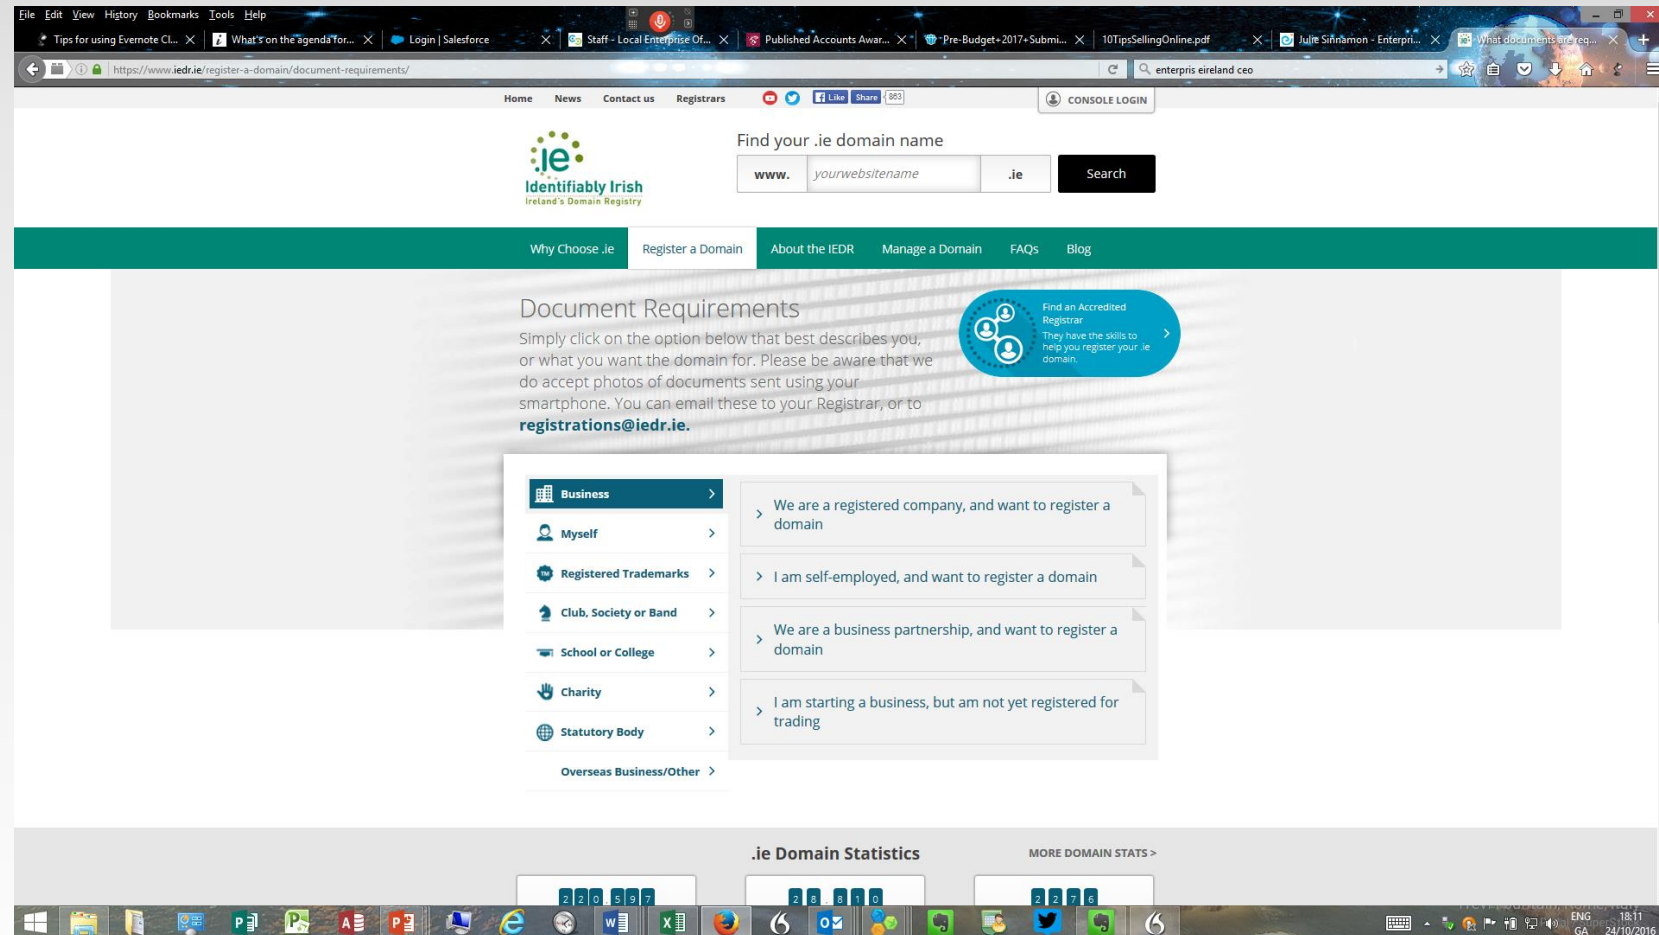 File Edit View History Bookmarks Tools Help
Tips for using Evernote Cl...
What's on the agenda for...
Login | Salesforce
Staff - Local Enterprise Of...
Published Accounts Awar...
Pre-Budget+2017+Submi...
10TipsSellingOnline.pdf
Julie Sinnamon - Enterpri...
What documents are req...
https://www.iedr.ie/register-a-domain/document-requirements/
enterpris eireland ceo
Home News Contact us Registrars
Like Share 863
CONSOLE LOGIN
.ie
Identifiably Irish
Ireland's Domain Registry
Find your .ie domain name
www. yourwebsitename .ie Search
Why Choose .ie Register a Domain About the IEDR Manage a Domain FAQs Blog
Document Requirements
Simply click on the option below that best describes you,
or what you want the domain for. Please be aware that we
do accept photos of documents sent using your
smartphone. You can email these to your Registrar, or to
registrations@iedr.ie.
Find an Accredited
Registrar
They have the skills to
help you register your .ie
domain.
Business
Myself
Registered Trademarks
Club, Society or Band
School or College
Charity
Statutory Body
Overseas Business/Other
We are a registered company, and want to register a
domain
I am self-employed, and want to register a domain
We are a business partnership, and want to register a
domain
I am starting a business, but am not yet registered for
trading
.ie Domain Statistics
MORE DOMAIN STATS >
220,597
28,810
2276
ENG
GA
18:11
24/10/2016